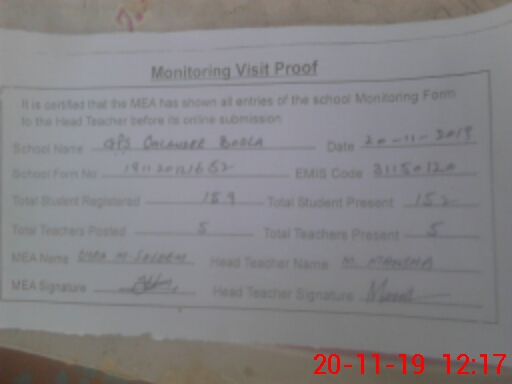 Monitoring Visit Proof
It is certified that the MEA has shown all entries of the school Monitoring Form
to the Head Teacher before its online submission
School Name GPS Date 20-11-2019
School Form No EMIS Code
Total Student Registered 159 Total Student Present 152
Total Teachers Posted 5 Total Teachers Present 5
MEA Name Head Teacher Name
MEA Signature Head Teacher Signature
20-11-19 12:17